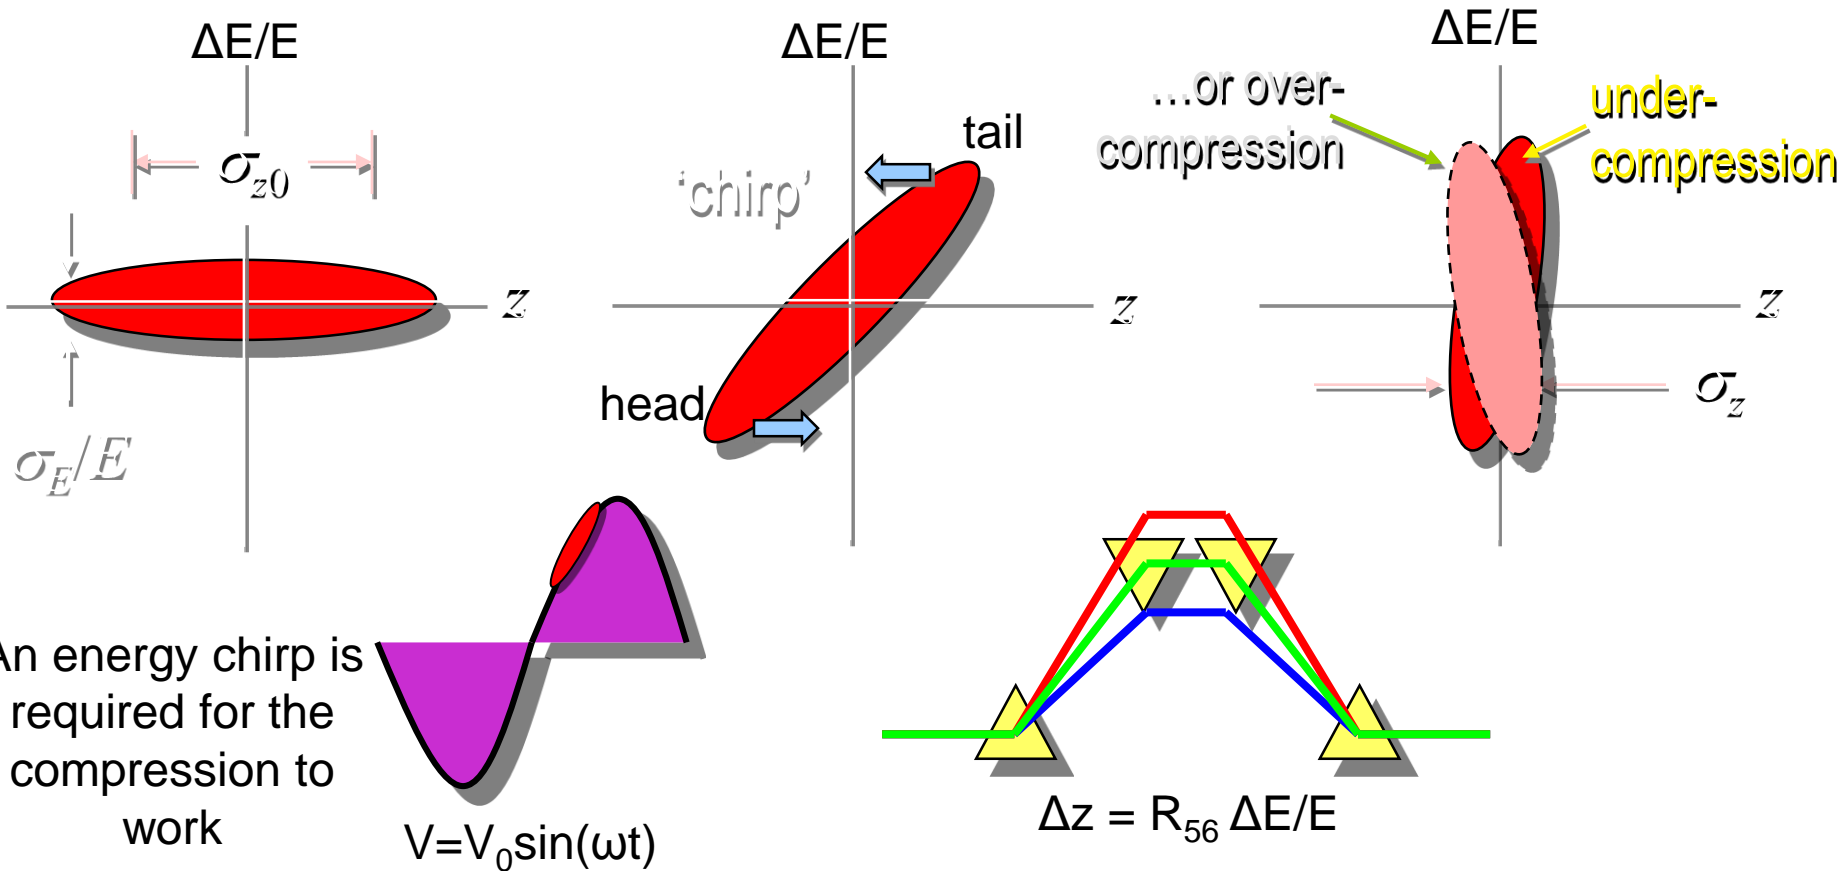 ΔE/E
σz0
z
σE/E
ΔE/E
tail
'chirp'
z
head
ΔE/E
…or over-
compression
under-
compression
z
σz
An energy chirp is
required for the
compression to
work
V=V0sin(ωt)
Δz = R56 ΔE/E